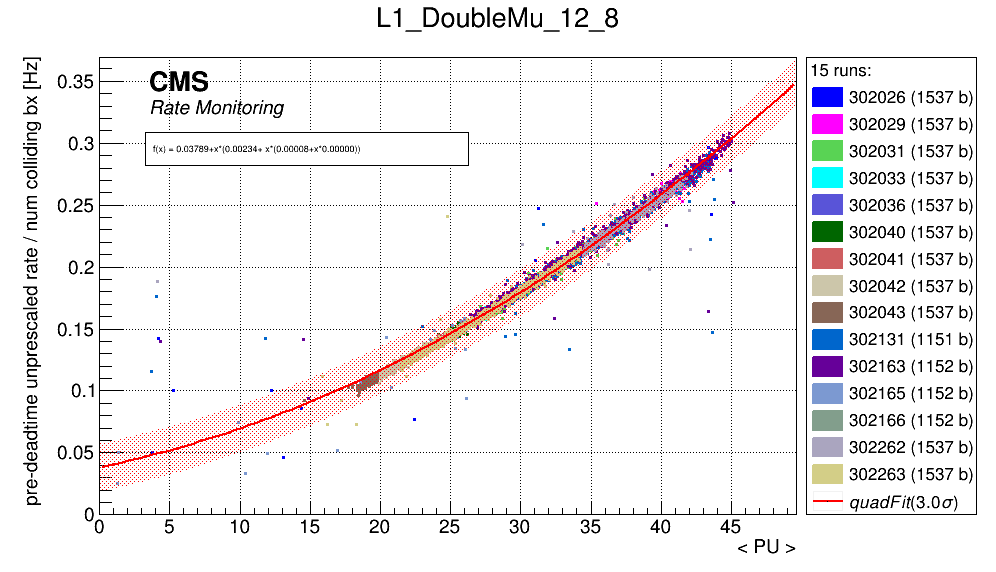 L1_DoubleMu_12_8
pre-deadtime unprescaled rate / num colliding bx [Hz]
0.35
0.3
0.25
0.2
0.15
0.1
0.05
0
CMS
Rate Monitoring
f(x) = 0.03789+x*(0.00234+ x*(0.00008+x*0.00000))
0 5 10 15 20 25 30 35 40 45
< PU >
15 runs:
302026 (1537 b)
302029 (1537 b)
302031 (1537 b)
302033 (1537 b)
302036 (1537 b)
302040 (1537 b)
302041 (1537 b)
302042 (1537 b)
302043 (1537 b)
302131 (1151 b)
302163 (1152 b)
302165 (1152 b)
302166 (1152 b)
302262 (1537 b)
302263 (1537 b)
quadFit(3.0σ)